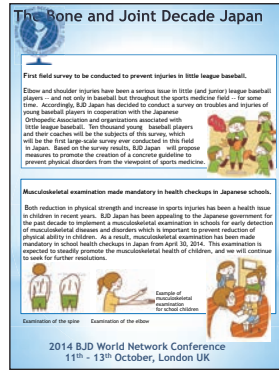 The Bone and Joint Decade Japan
First field survey to be conducted to prevent injuries in little league baseball.
Elbow and shoulder injuries have been a serious issue in little (and junior) league baseball
players -- and not only in baseball but throughout the sports medicine field -- for some
time. Accordingly, BJD Japan has decided to conduct a survey on troubles and injuries of
young baseball players in cooperation with the Japanese
Orthopedic Association and organizations associated with
little league baseball. Ten thousand young baseball players
and their coaches will be the subjects of this survey, which
will be the first large-scale survey ever conducted in this field
in Japan. Based on the survey results, BJD Japan will propose
measures to promote the creation of a concrete guideline to
prevent physical disorders from the viewpoint of sports medicine.
Musculoskeletal examination made mandatory in health checkups in Japanese schools.
Both reduction in physical strength and increase in sports injuries has been a health issue
in children in recent years. BJD Japan has been appealing to the Japanese government for
the past decade to implement a musculoskeletal examination in schools for early detection
of musculoskeletal diseases and disorders which is important to prevent reduction of
physical ability in children. As a result, musculoskeletal examination has been made
mandatory in school health checkups in Japan from April 30, 2014. This examination is
expected to steadily promote the musculoskeletal health of children, and we will continue
to seek for further resolutions.
Example of
musculoskeletal
examination
for school children
Examination of the spine
Examination of the elbow
2014 BJD World Network Conference
11th – 13th October, London UK